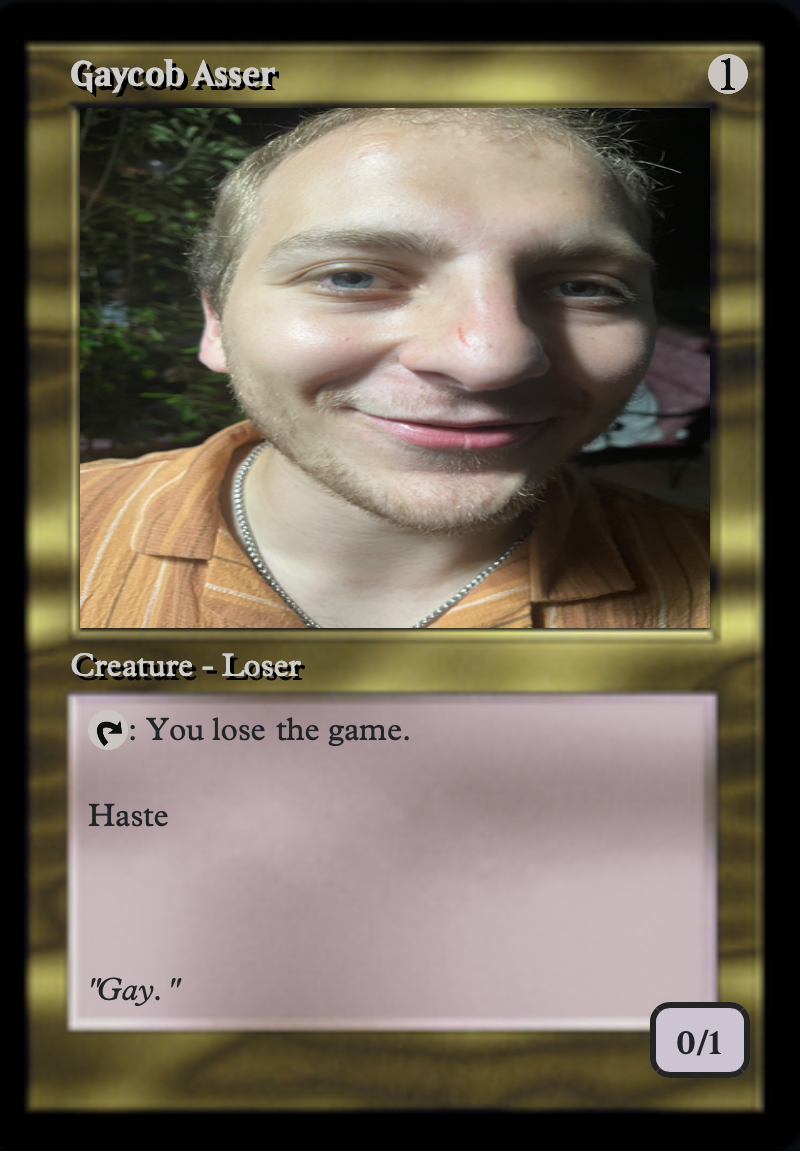 Gaycob Asser
1
Creature - Loser
: You lose the game.
Haste
"Gay."
0/1